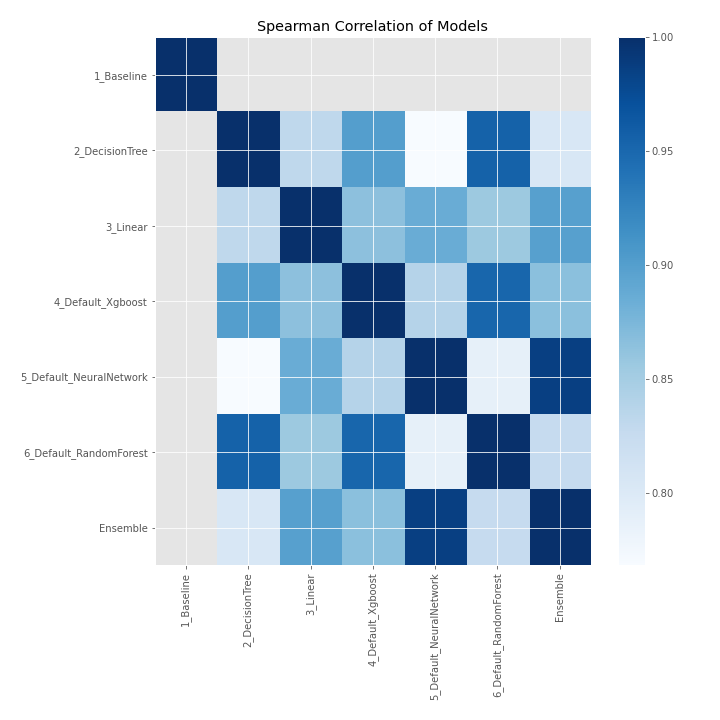 Spearman Correlation of Models
1_Baseline
2_DecisionTree
3_Linear
4_Default_Xgboost
5_Default_NeuralNetwork
6_Default_RandomForest
Ensemble
1_Baseline
2_DecisionTree
3_Linear
4_Default_Xgboost
5_Default_NeuralNetwork
6_Default_RandomForest
Ensemble
1.00
0.95
0.90
0.85
0.80